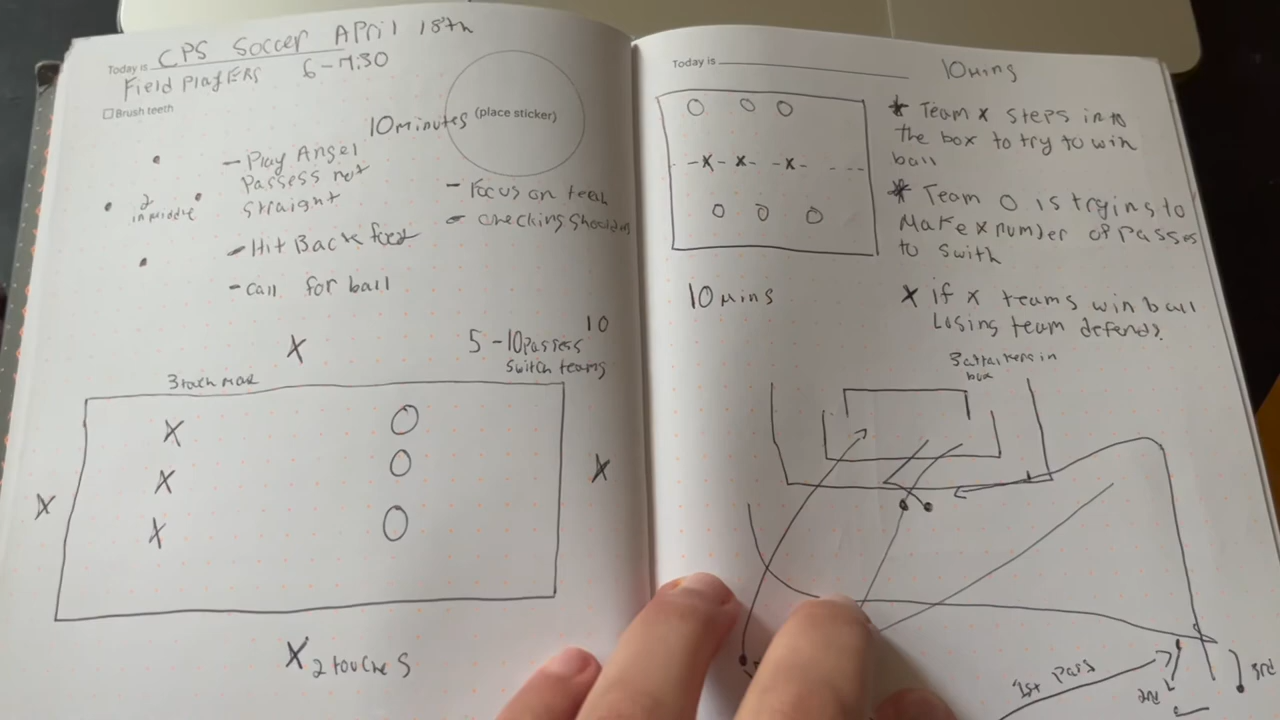 CPS Soccer April 18th
Today is
Field Players 6-7:30
Brush teeth
(place sticker)
10 minutes
- Play Angel
Passess not
straight
2
in middle
- Hit Back foot
- Call for ball
- Focus on tech
- checking shoulders
X
5-10 passess 10
switch teams
3 touch max
X O
X O
X O
X
X
X 2 touches
Today is
10 mins
O O O
-X- X- -X-
O O O
* Team X steps into
the box to try to win
ball
* Team O is trying to
Make x number of Passes
to swith
10 mins
* if x teams win ball
Losing team defends
3 attackers in
box
1st Pass
2nd
3rd